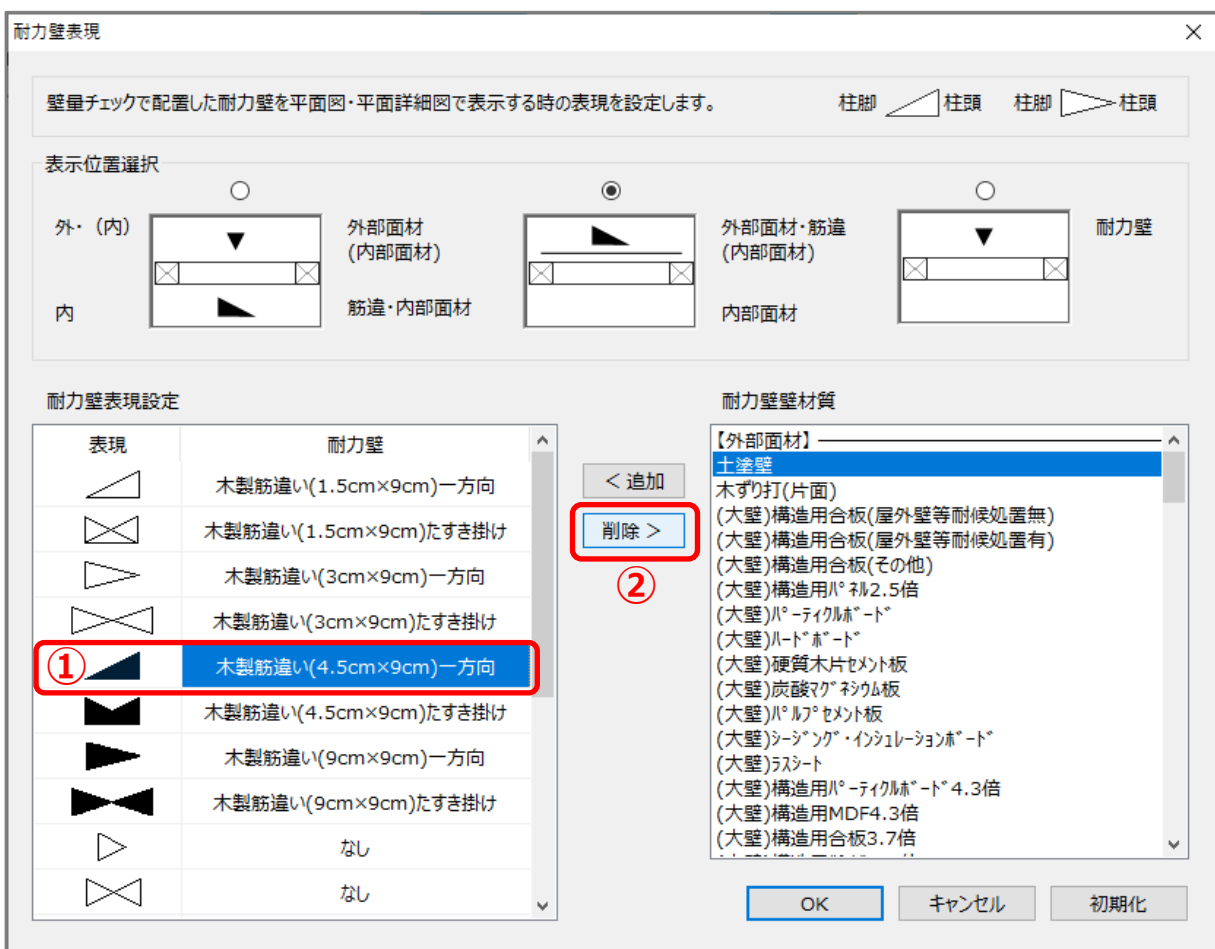 耐力壁表現
壁量チェックで配置した耐力壁を平面図・平面詳細図で表示する時の表現を設定します。 柱脚 柱頭 柱脚 柱頭
表示位置選択
外・（内）
内
外部面材
(内部面材)
筋違・内部面材
外部面材・筋違
(内部面材)
内部面材
耐力壁
耐力壁表現設定
表現 耐力壁
木製筋違い(1.5cm×9cm)一方向
木製筋違い(1.5cm×9cm)たすき掛け
木製筋違い(3cm×9cm)一方向
木製筋違い(3cm×9cm)たすき掛け
① 木製筋違い(4.5cm×9cm)一方向
木製筋違い(4.5cm×9cm)たすき掛け
木製筋違い(9cm×9cm)一方向
木製筋違い(9cm×9cm)たすき掛け
なし
なし
< 追加
削除 >
②
耐力壁壁材質
【外部面材】
土塗壁
木ずり打(片面)
(大壁)構造用合板(屋外壁等耐候処置無)
(大壁)構造用合板(屋外壁等耐候処置有)
(大壁)構造用合板(その他)
(大壁)構造用ﾊﾟﾈﾙ2.5倍
(大壁)ﾊﾟｰﾃｨｸﾙﾎﾞｰﾄﾞ
(大壁)ﾊｰﾄﾞﾎﾞｰﾄﾞ
(大壁)硬質木片ｾﾒﾝﾄ板
(大壁)炭酸ﾏｸﾞﾈｼｳﾑ板
(大壁)ﾊﾟﾙﾌﾟｾﾒﾝﾄ板
(大壁)ｼｰｼﾞﾝｸﾞ・ｲﾝｼｭﾚｰｼｮﾝﾎﾞｰﾄﾞ
(大壁)ﾗｽｼｰﾄ
(大壁)構造用ﾊﾟｰﾃｨｸﾙﾎﾞｰﾄﾞ4.3倍
(大壁)構造用MDF4.3倍
(大壁)構造用合板3.7倍
OK キャンセル 初期化